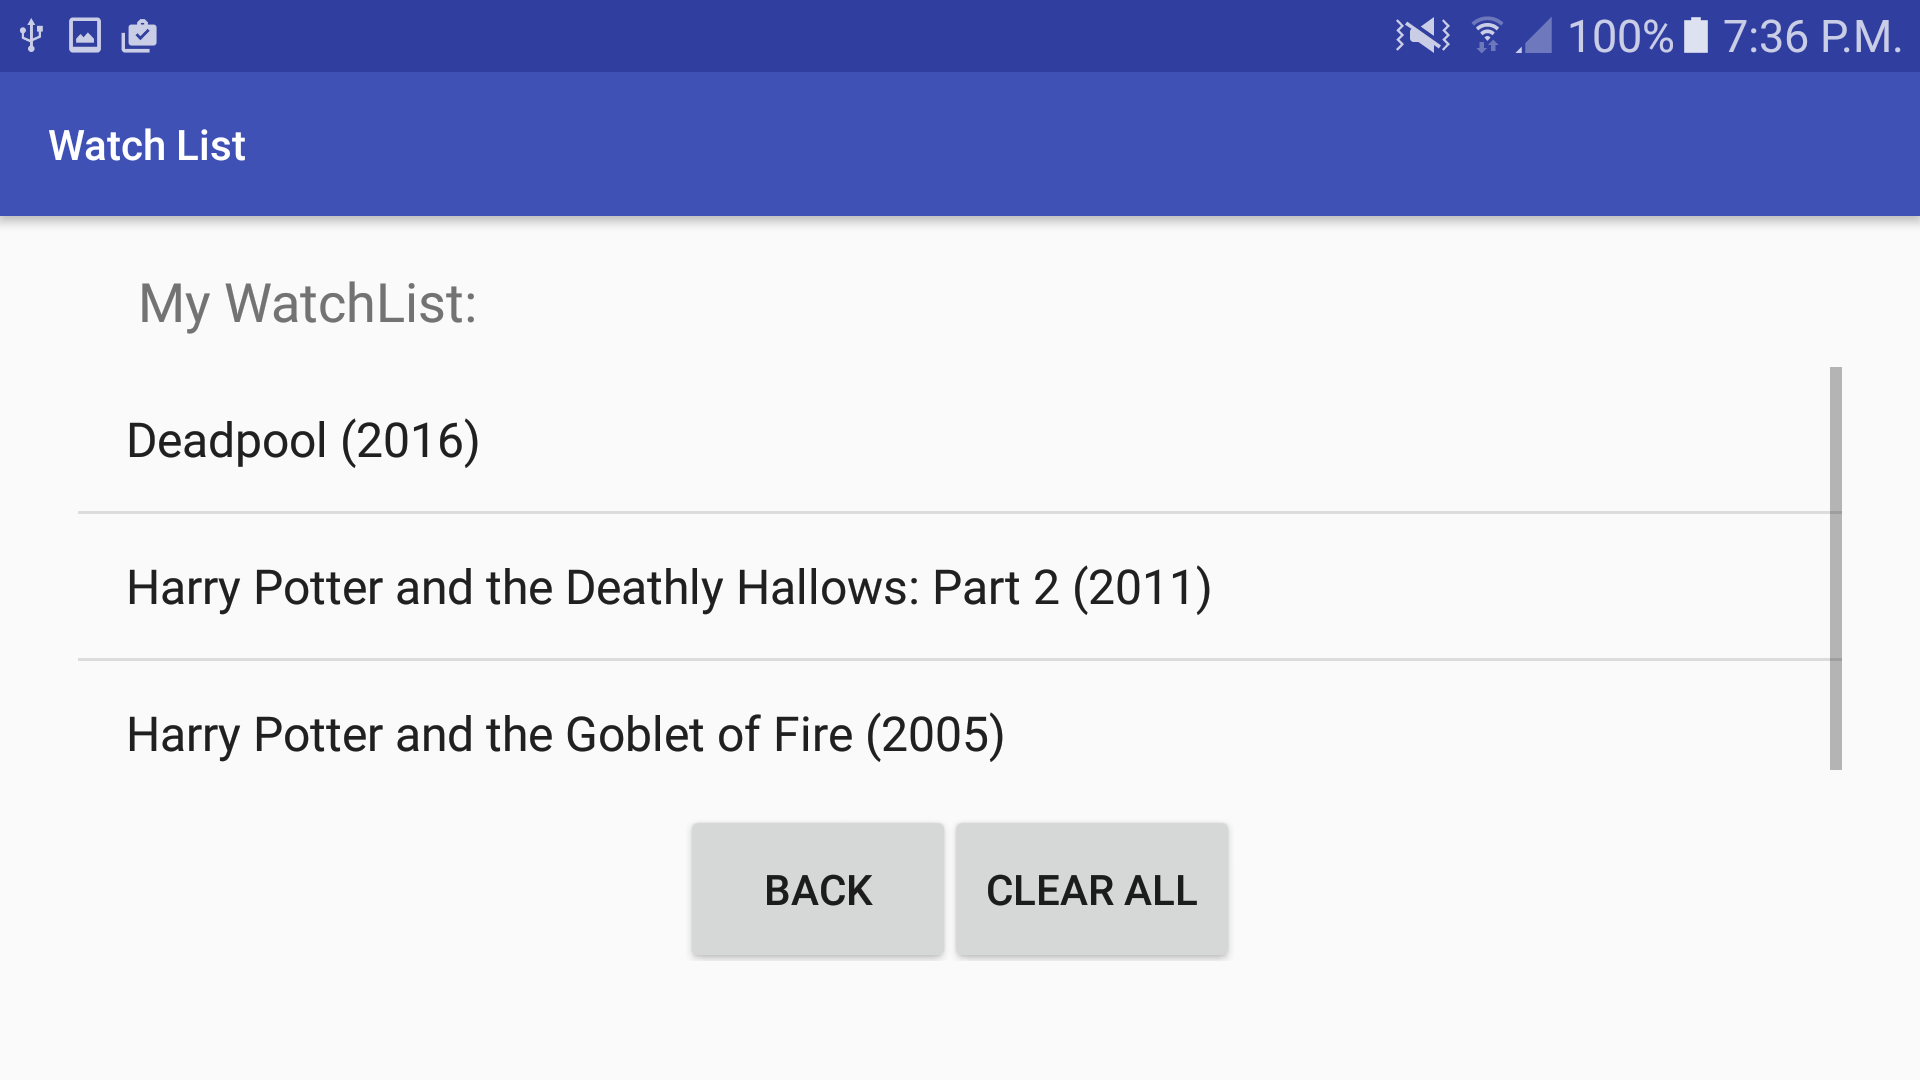 100% 7:36 P.M.
Watch List
My WatchList:
Deadpool (2016)
Harry Potter and the Deathly Hallows: Part 2 (2011)
Harry Potter and the Goblet of Fire (2005)
BACK CLEAR ALL